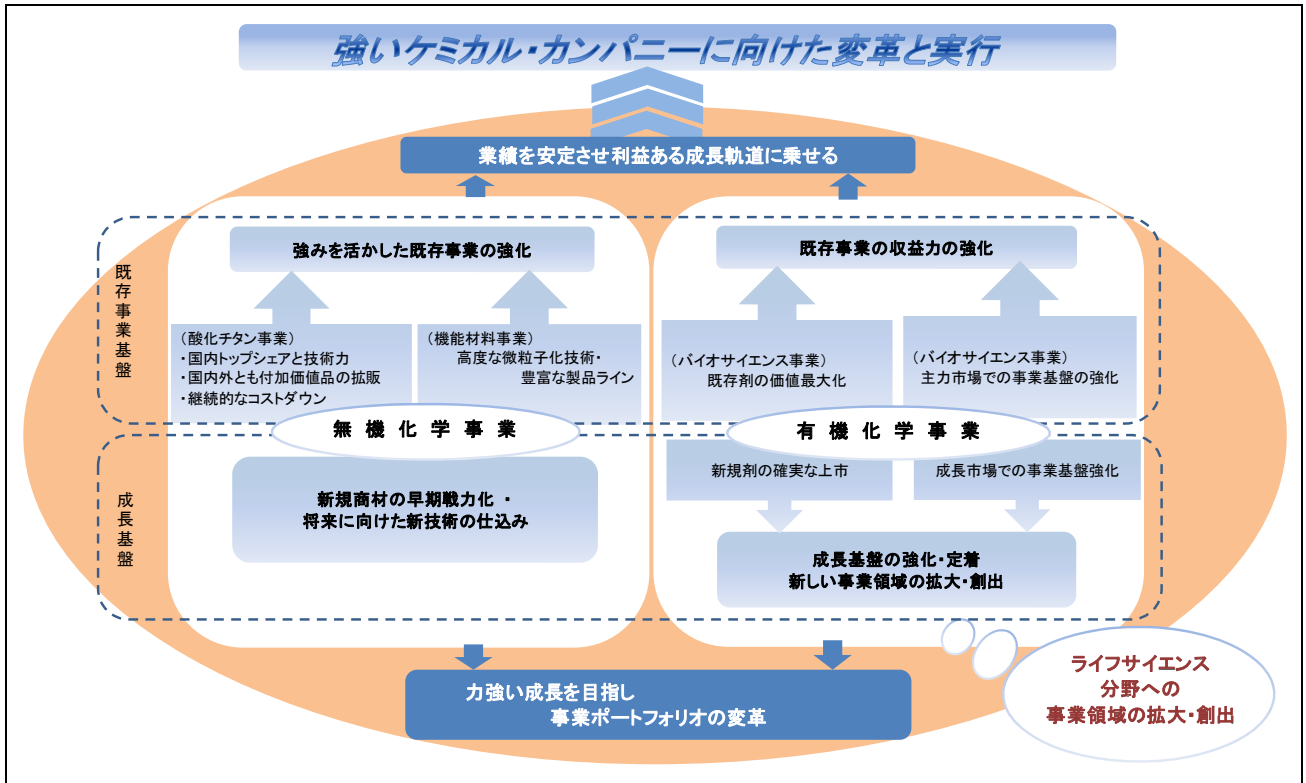 強いケミカル・カンパニーに向けた変革と実行
業績を安定させ利益ある成長軌道に乗せる
既存事業基盤
強みを活かした既存事業の強化
(酸化チタン事業)
・国内トップシェアと技術力
・国内外とも付加価値品の拡販
・継続的なコストダウン
(機能材料事業)
高度な微粒子化技術・
豊富な製品ライン
既存事業の収益力の強化
(バイオサイエンス事業)
既存剤の価値最大化
(バイオサイエンス事業)
主力市場での事業基盤の強化
無機化学事業
有機化学事業
成長基盤
新規商材の早期戦力化 ・
将来に向けた新技術の仕込み
新規剤の確実な上市
成長市場での事業基盤強化
成長基盤の強化・定着
新しい事業領域の拡大・創出
力強い成長を目指し
事業ポートフォリオの変革
ライフサイエンス
分野への
事業領域の拡大・創出